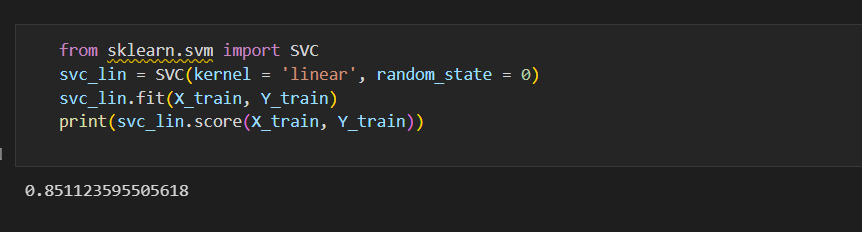 from sklearn.svm import SVC
svc_lin = SVC(kernel = 'linear', random_state = 0)
svc_lin.fit(X_train, Y_train)
print(svc_lin.score(X_train, Y_train))
0.851123595505618